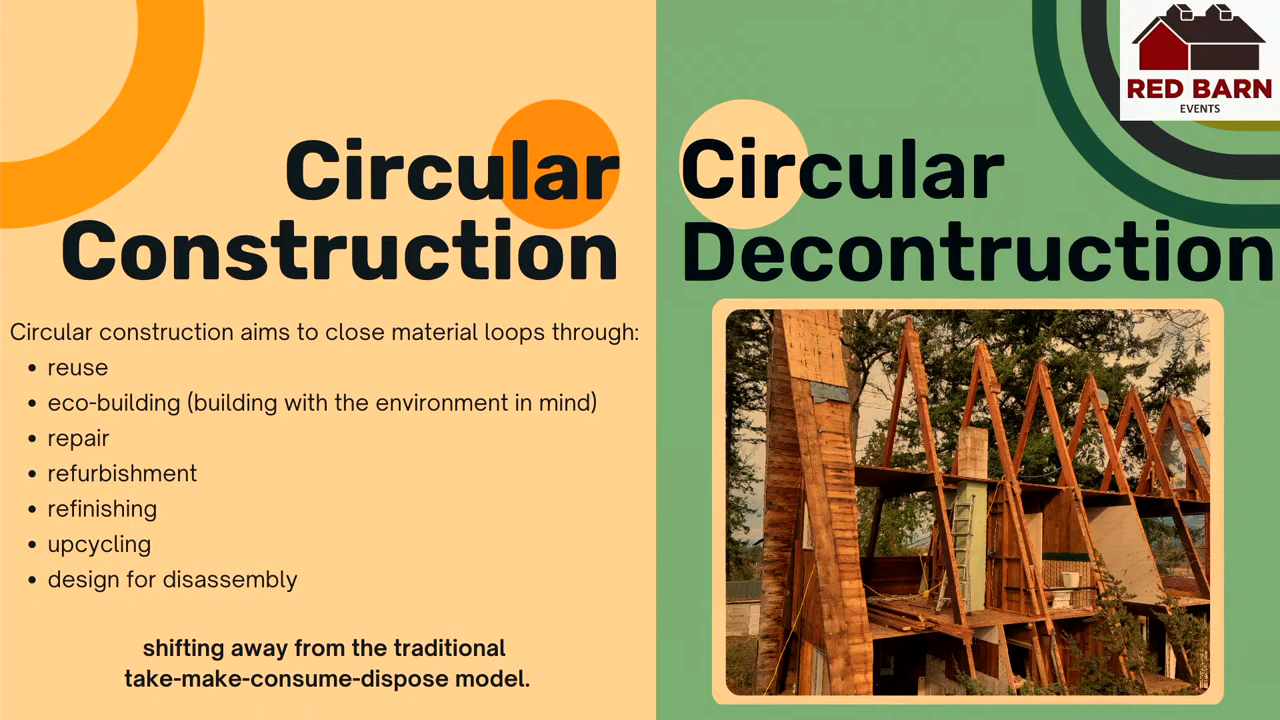 Circular
Construction
Circular construction aims to close material loops through:
• reuse
• eco-building (building with the environment in mind)
• repair
• refurbishment
• refinishing
• upcycling
• design for disassembly
shifting away from the traditional
take-make-consume-dispose model.
Circular
Decontruction
RED BARN
EVENTS